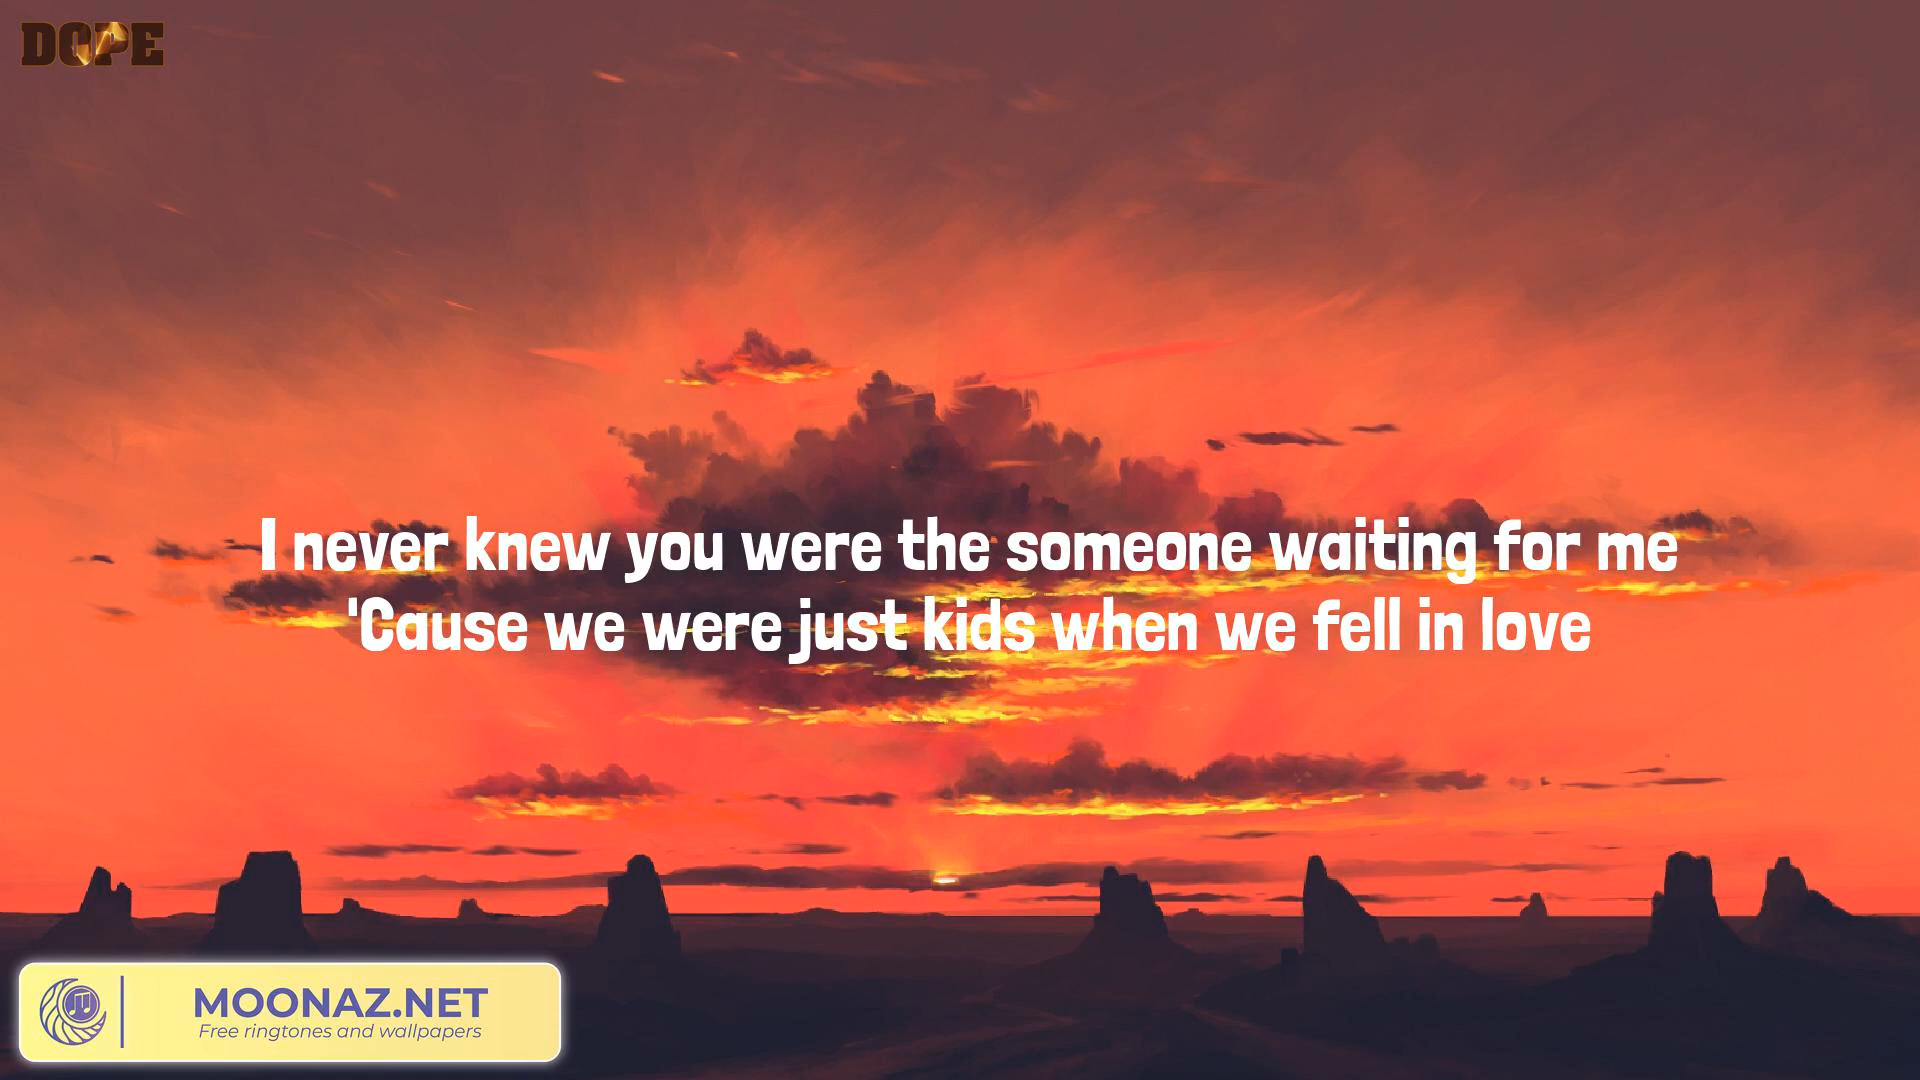 DOPE
I never knew you were the someone waiting for me
'Cause we were just kids when we fell in love
MOONAZ.NET
Free ringtones and wallpapers